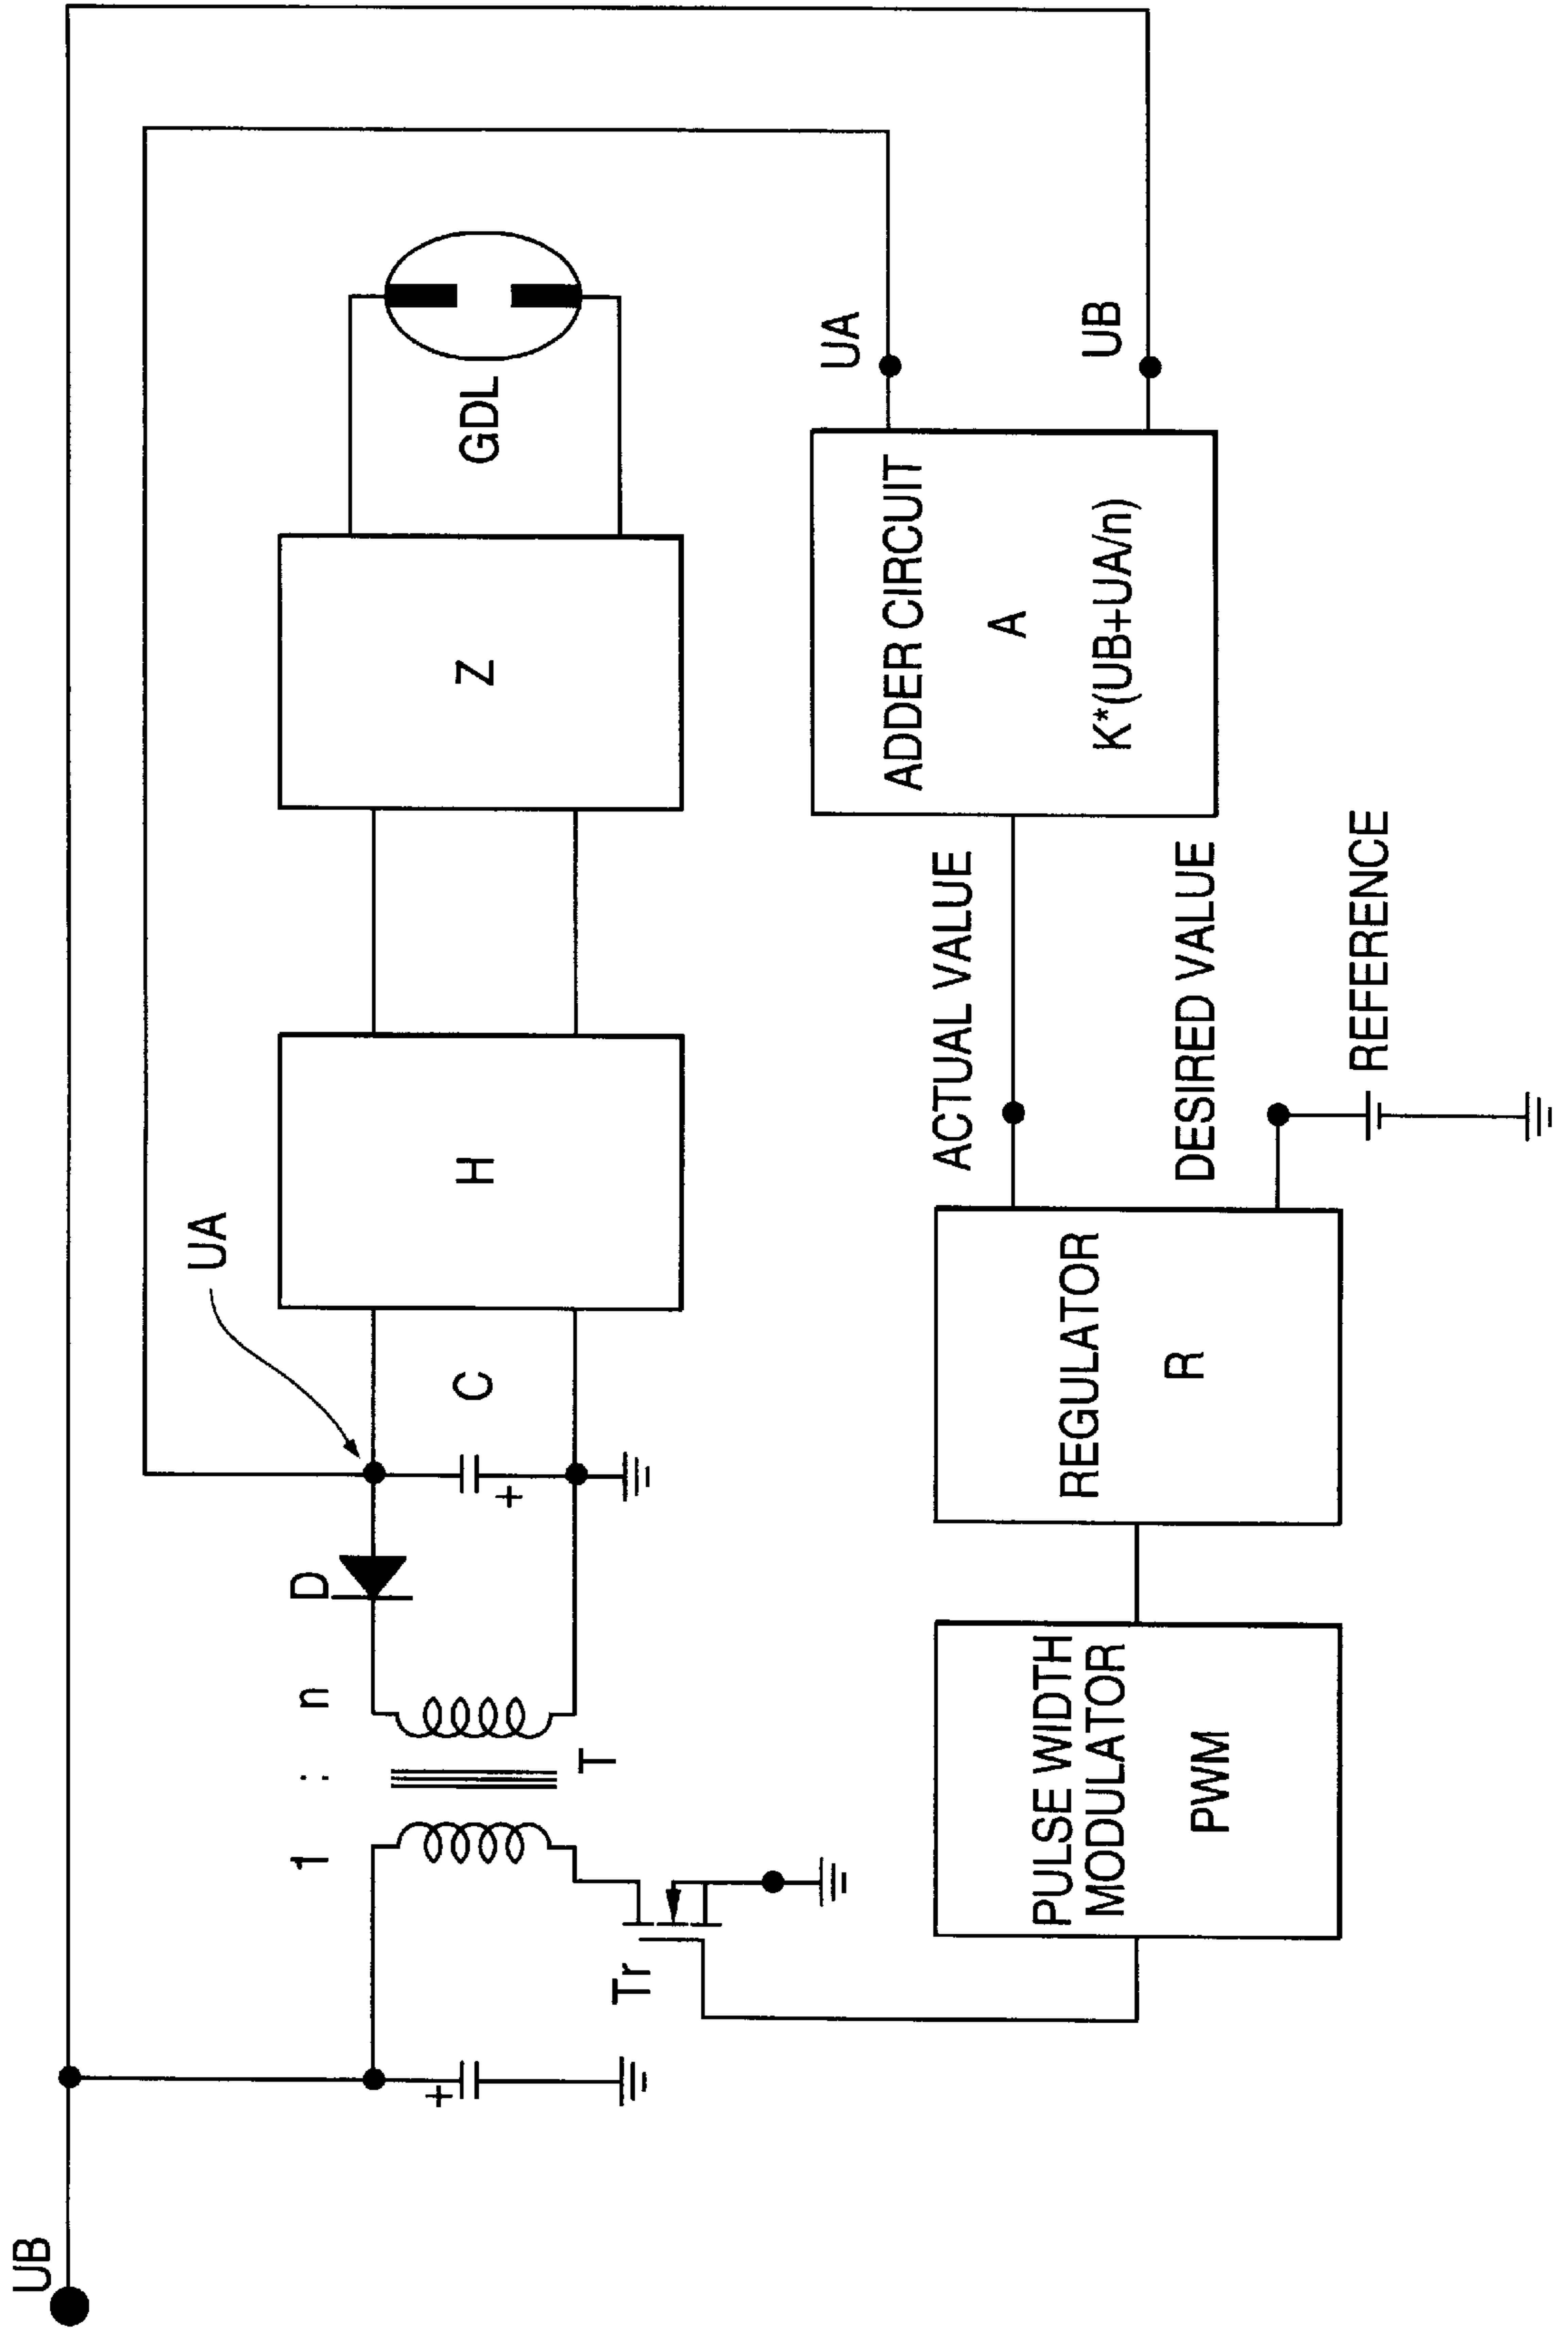 UB
UA
1 : n
D
T
C
+
+
Tr
H
Z
GDL
PULSE WIDTH
MODULATOR
PWM
REGULATOR
R
ACTUAL VALUE
DESIRED VALUE
REFERENCE
ADDER CIRCUIT
A
K*(UB+UA/n)
UA
UB